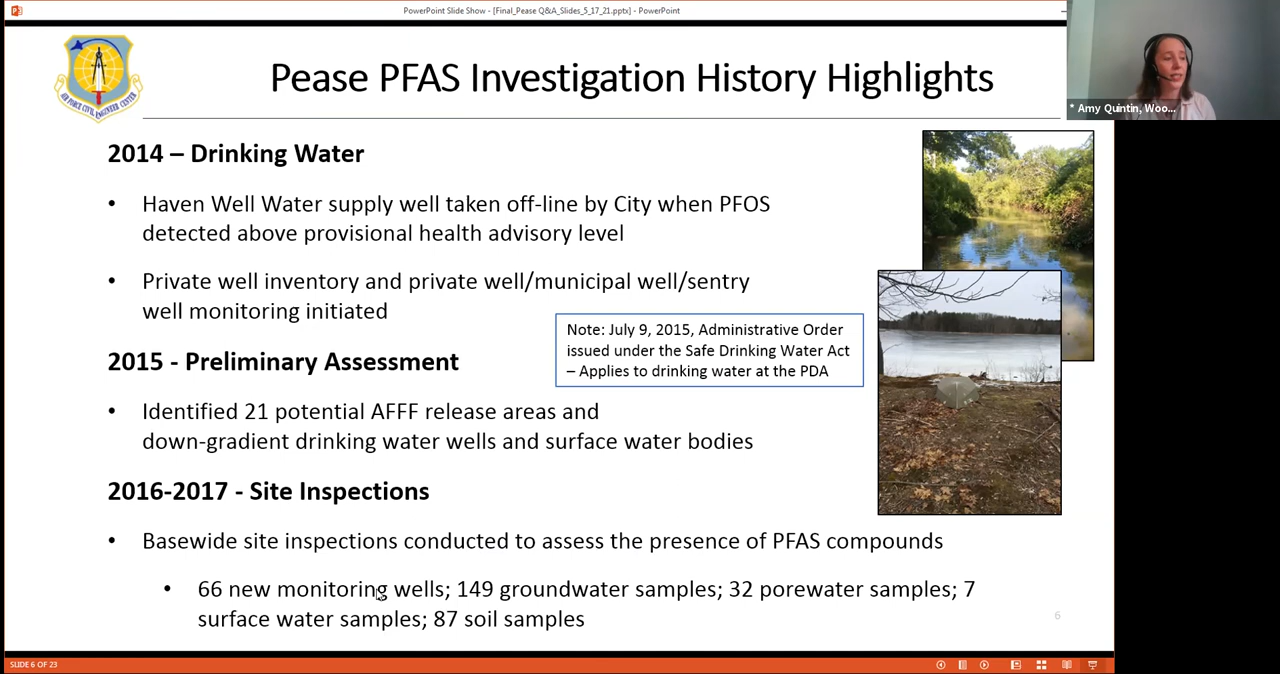 PowerPoint Slide Show - [Final_Pease Q&A_Slides_5_17_21.pptx] - PowerPoint
AIR FORCE CIVIL ENGINEER CENTER
Pease PFAS Investigation History Highlights
* Amy Quintin, Woo...
2014 – Drinking Water
• Haven Well Water supply well taken off-line by City when PFOS
detected above provisional health advisory level
• Private well inventory and private well/municipal well/sentry
well monitoring initiated
Note: July 9, 2015, Administrative Order
issued under the Safe Drinking Water Act
– Applies to drinking water at the PDA
2015 - Preliminary Assessment
• Identified 21 potential AFFF release areas and
down-gradient drinking water wells and surface water bodies
2016-2017 - Site Inspections
• Basewide site inspections conducted to assess the presence of PFAS compounds
• 66 new monitoring wells; 149 groundwater samples; 32 porewater samples; 7
surface water samples; 87 soil samples
6
SLIDE 6 OF 23